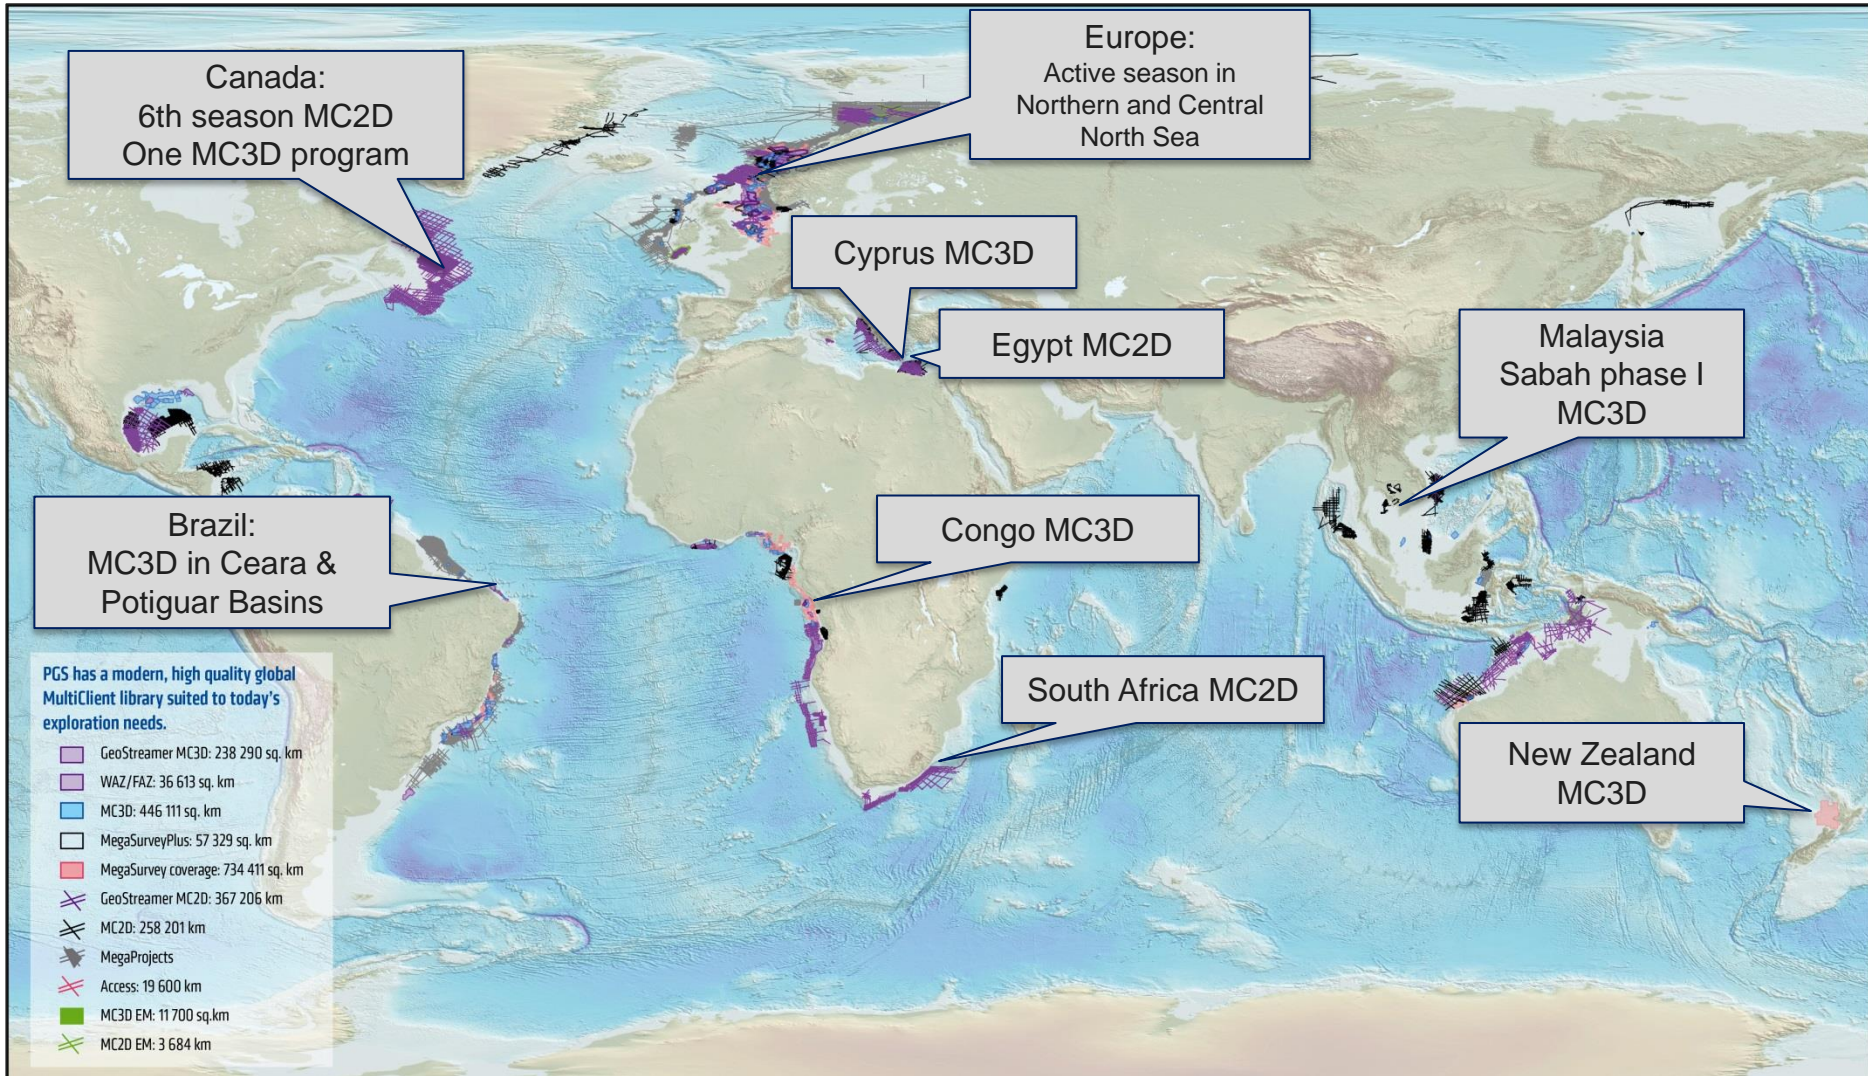 Canada:
6th season MC2D
One MC3D program
Europe:
Active season in
Northern and Central
North Sea
Cyprus MC3D
Egypt MC2D
Malaysia
Sabah phase I
MC3D
Brazil:
MC3D in Ceara &
Potiguar Basins
Congo MC3D
South Africa MC2D
New Zealand
MC3D
PGS has a modern, high quality global
MultiClient library suited to today's
exploration needs.
GeoStreamer MC3D: 238 290 sq. km
WAZ/FAZ: 36 613 sq. km
MC3D: 446 111 sq. km
MegaSurveyPlus: 57 329 sq. km
MegaSurvey coverage: 734 411 sq. km
GeoStreamer MC2D: 367 206 km
MC2D: 258 201 km
MegaProjects
Access: 19 600 km
MC3D EM: 11 700 sq.km
MC2D EM: 3 684 km